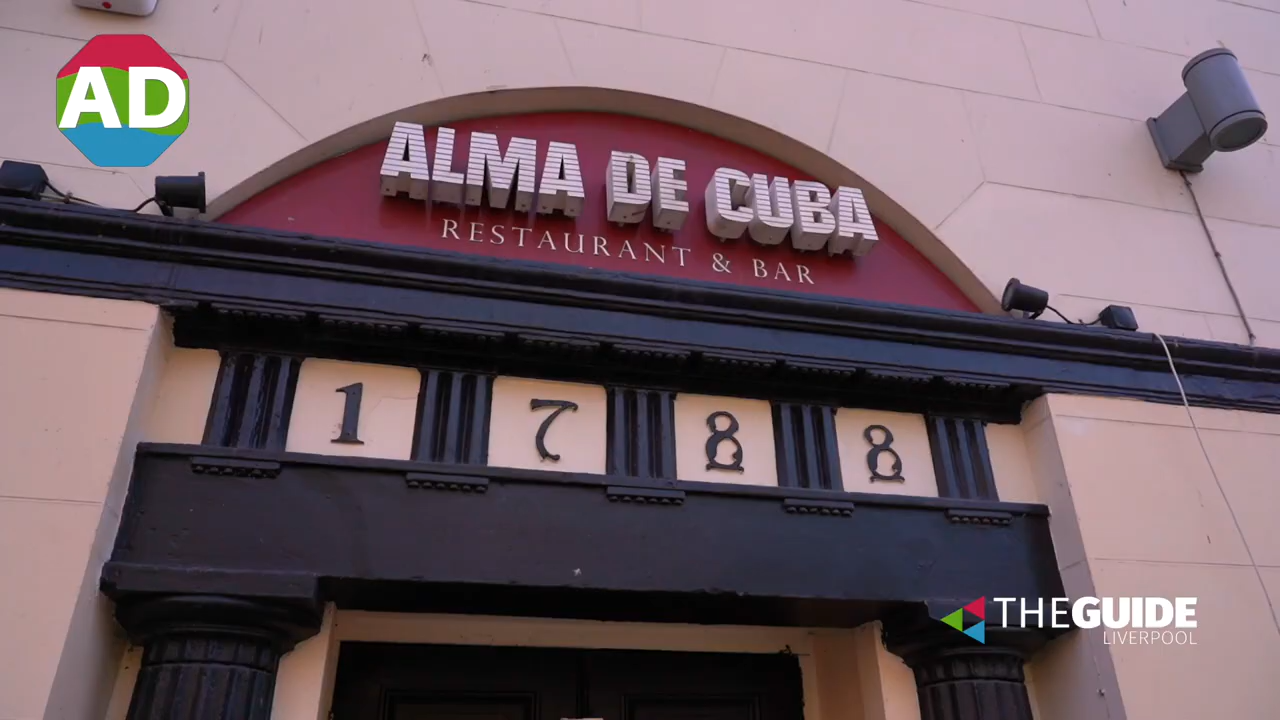 AD
ALMA DE CUBA
RESTAURANT & BAR
1788
THEGUIDE
LIVERPOOL